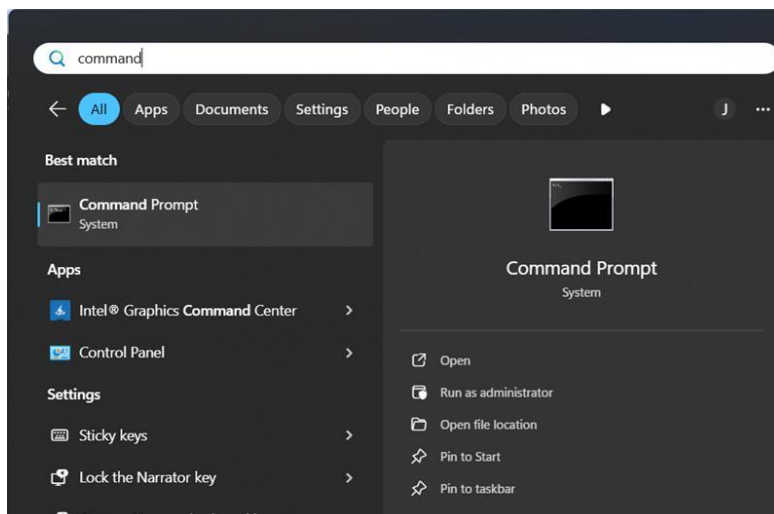 command
All Apps Documents Settings People Folders Photos J
Best match
Command Prompt
System
Apps
Intel® Graphics Command Center
Control Panel
Settings
Sticky keys
Lock the Narrator key
Command Prompt
System
Open
Run as administrator
Open file location
Pin to Start
Pin to taskbar